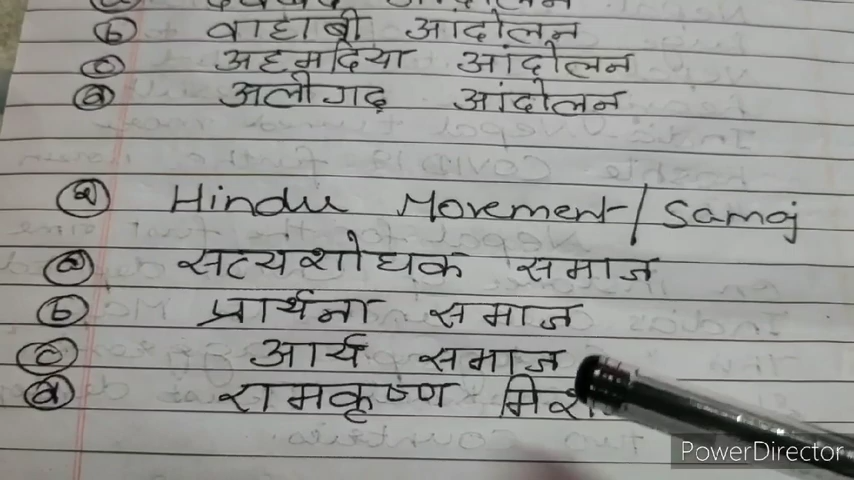 आंदोलन
(b) वाहाबी आंदोलन
(c) अहमदिया आंदोलन
(d) अलीगढ़ आंदोलन
(2) Hindu Movement/Samaj
(a) सत्यशोधक समाज
(b) प्रार्थना समाज
(c) आर्य समाज
(d) रामकृष्ण
PowerDirector